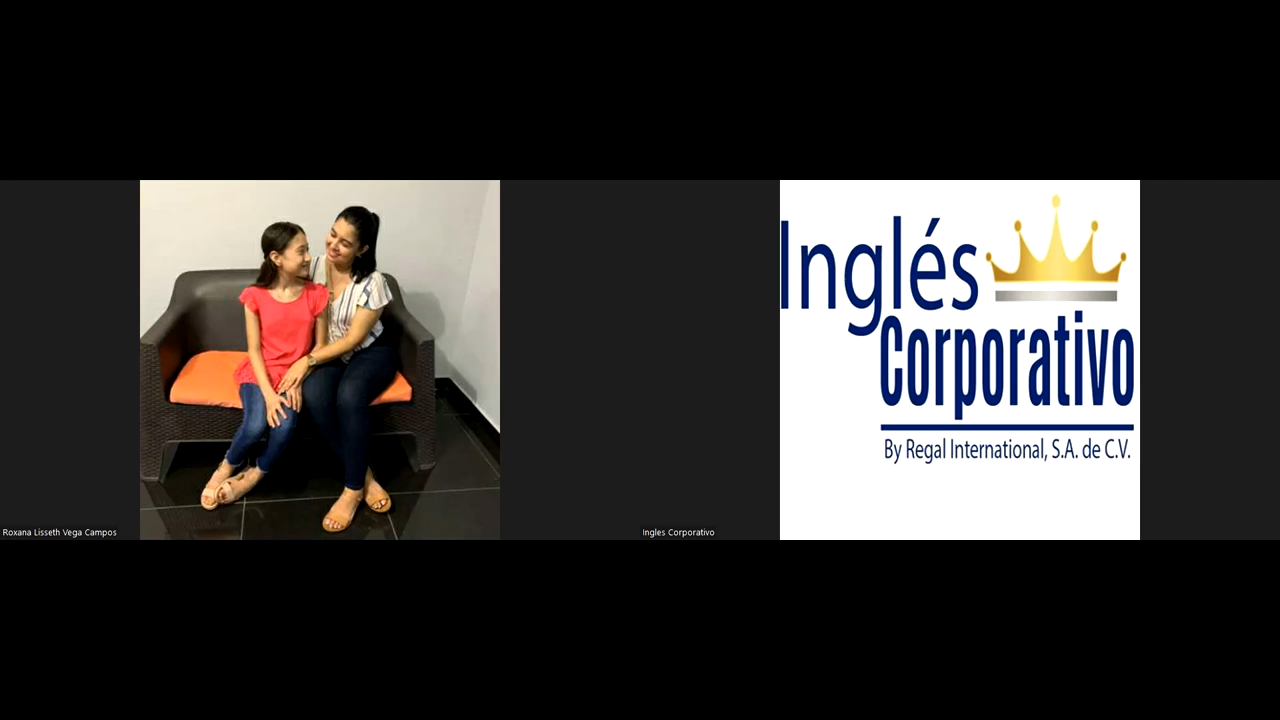 Inglés
Corporativo
By Regal International, S.A. de C.V.
Roxana Lisseth Vega Campos
Ingles Corporativo